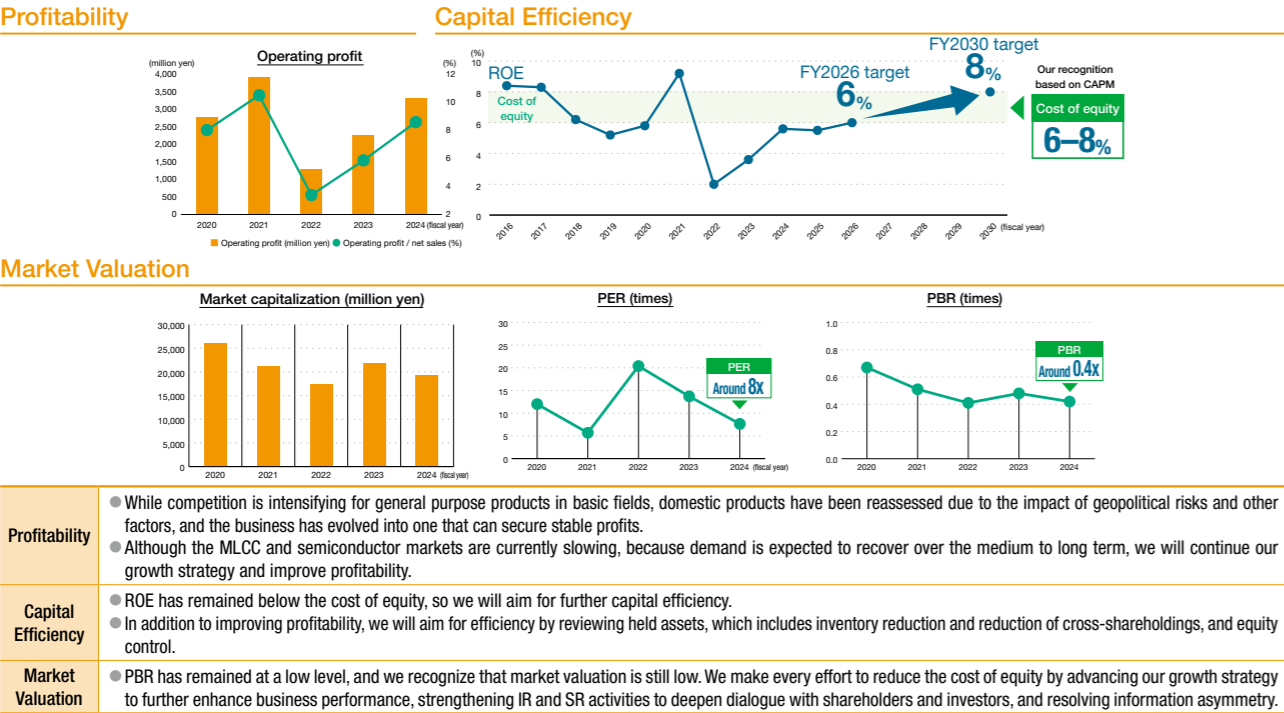 Profitability
Operating profit
(million yen)
(%)
4,000
3,500
3,000
2,500
2,000
1,500
1,000
500
0
12
10
8
6
4
2
2020
2021
2022
2023
2024 (fiscal year)
Operating profit (million yen)
Operating profit / net sales (%)
Capital Efficiency
(%)
10
8
6
4
2
0
ROE
Cost of
equity
FY2026 target
6%
FY2030 target
8%
Our recognition
based on CAPM
Cost of equity
6–8%
2016
2017
2018
2019
2020
2021
2022
2023
2024
2025
2026
2027
2028
2029
2030
(fiscal year)
Market Valuation
Market capitalization (million yen)
30,000
25,000
20,000
15,000
10,000
5,000
0
2020
2021
2022
2023
2024 (fiscal year)
PER (times)
30
25
20
15
10
5
0
PER
Around 8x
2020
2021
2022
2023
2024 (fiscal year)
PBR (times)
1.0
0.8
0.6
0.4
0.2
0.0
PBR
Around 0.4x
2020
2021
2022
2023
2024
Profitability
● While competition is intensifying for general purpose products in basic fields, domestic products have been reassessed due to the impact of geopolitical risks and other
factors, and the business has evolved into one that can secure stable profits.
● Although the MLCC and semiconductor markets are currently slowing, because demand is expected to recover over the medium to long term, we will continue our
growth strategy and improve profitability.
Capital
Efficiency
● ROE has remained below the cost of equity, so we will aim for further capital efficiency.
● In addition to improving profitability, we will aim for efficiency by reviewing held assets, which includes inventory reduction and reduction of cross-shareholdings, and equity
control.
Market
Valuation
● PBR has remained at a low level, and we recognize that market valuation is still low. We make every effort to reduce the cost of equity by advancing our growth strategy
to further enhance business performance, strengthening IR and SR activities to deepen dialogue with shareholders and investors, and resolving information asymmetry.